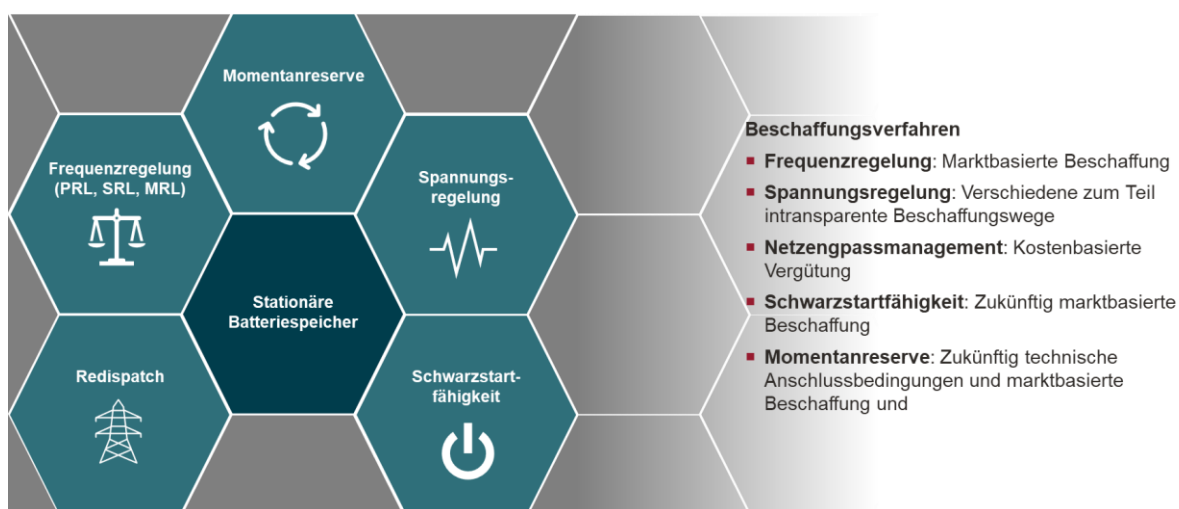 Momentanreserve
Frequenzregelung
(PRL, SRL, MRL)
Spannungs-
regelung
Stationäre
Batteriespeicher
Redispatch
Schwarzstart-
fähigkeit
Beschaffungsverfahren
▪ Frequenzregelung: Marktbasierte Beschaffung
▪ Spannungsregelung: Verschiedene zum Teil
intransparente Beschaffungswege
▪ Netzengpassmanagement: Kostenbasierte
Vergütung
▪ Schwarzstartfähigkeit: Zukünftig marktbasierte
Beschaffung
▪ Momentanreserve: Zukünftig technische
Anschlussbedingungen und marktbasierte
Beschaffung und